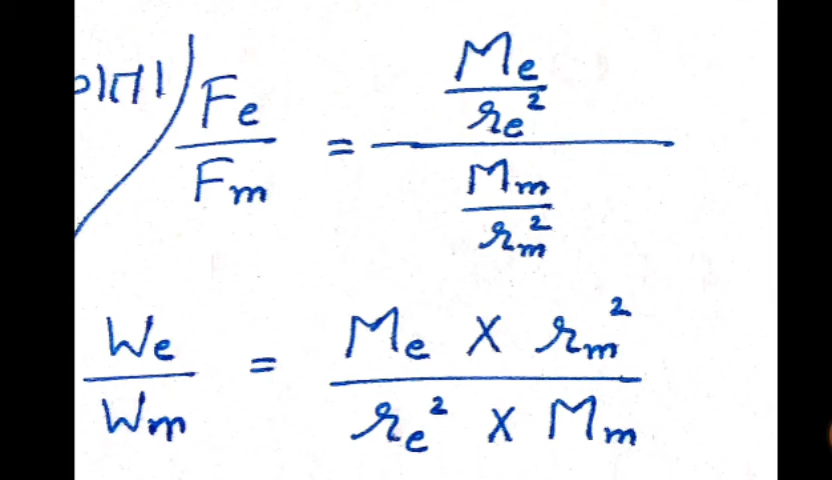 Fe/Fm = (Me/re²)/(Mm/rm²)
We/Wm = (Me X rm²)/(re² X Mm)